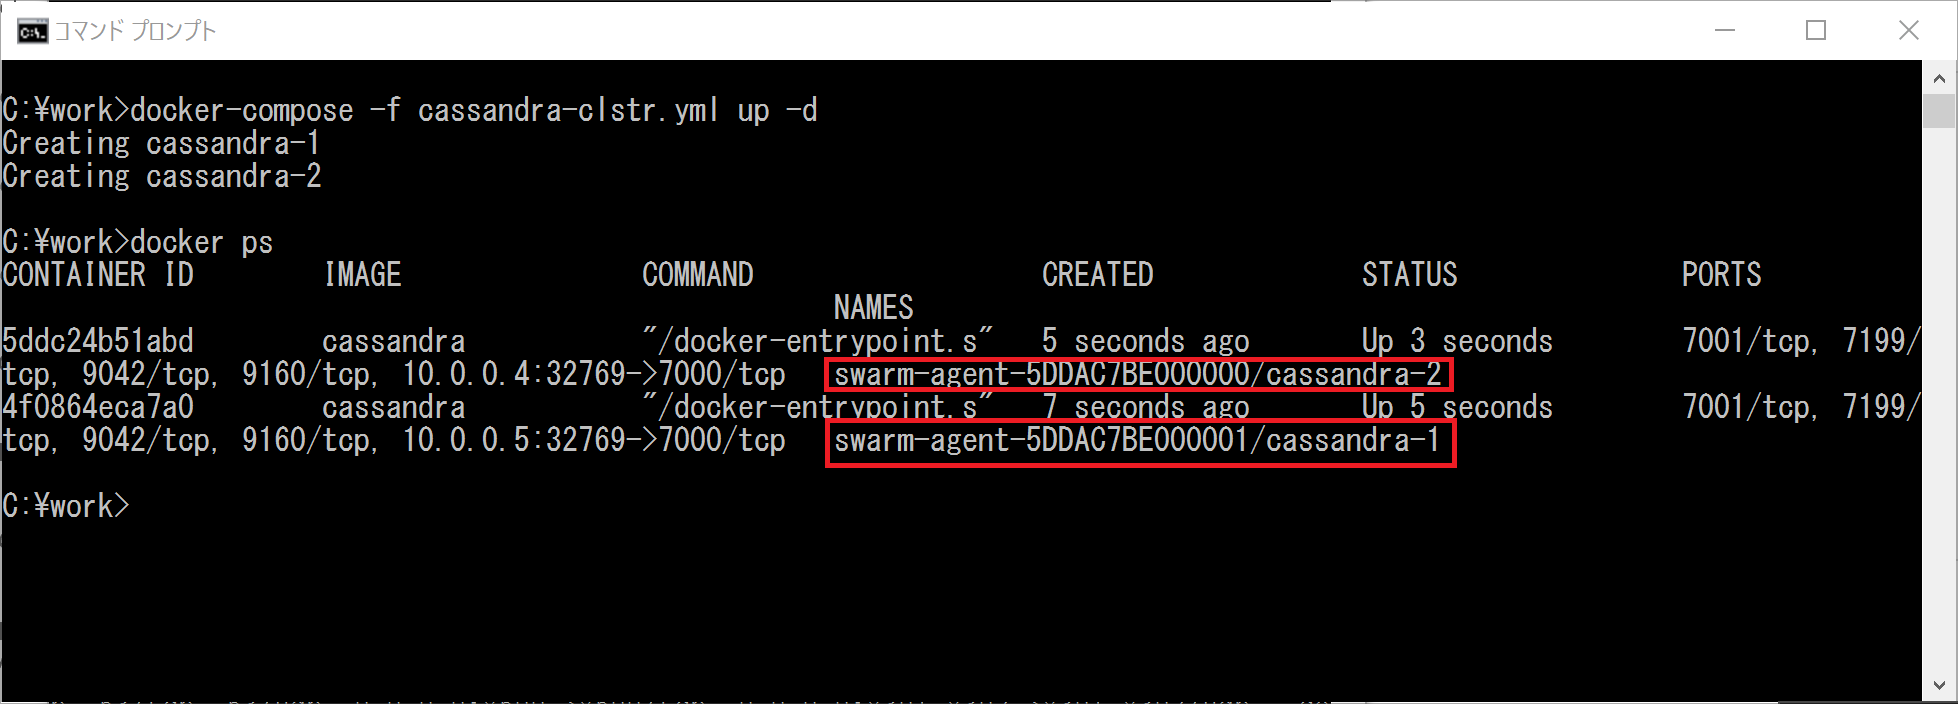 コマンド プロンプト
C:¥work>docker-compose -f cassandra-clstr.yml up -d
Creating cassandra-1
Creating cassandra-2
C:¥work>docker ps
CONTAINER ID IMAGE COMMAND CREATED STATUS PORTS
NAMES
5ddc24b51abd cassandra "/docker-entrypoint.s" 5 seconds ago Up 3 seconds 7001/tcp, 7199/
tcp, 9042/tcp, 9160/tcp, 10.0.0.4:32769->7000/tcp swarm-agent-5DDAC7BE000000/cassandra-2
4f0864eca7a0 cassandra "/docker-entrypoint.s" 7 seconds ago Up 5 seconds 7001/tcp, 7199/
tcp, 9042/tcp, 9160/tcp, 10.0.0.5:32769->7000/tcp swarm-agent-5DDAC7BE000001/cassandra-1
C:¥work>